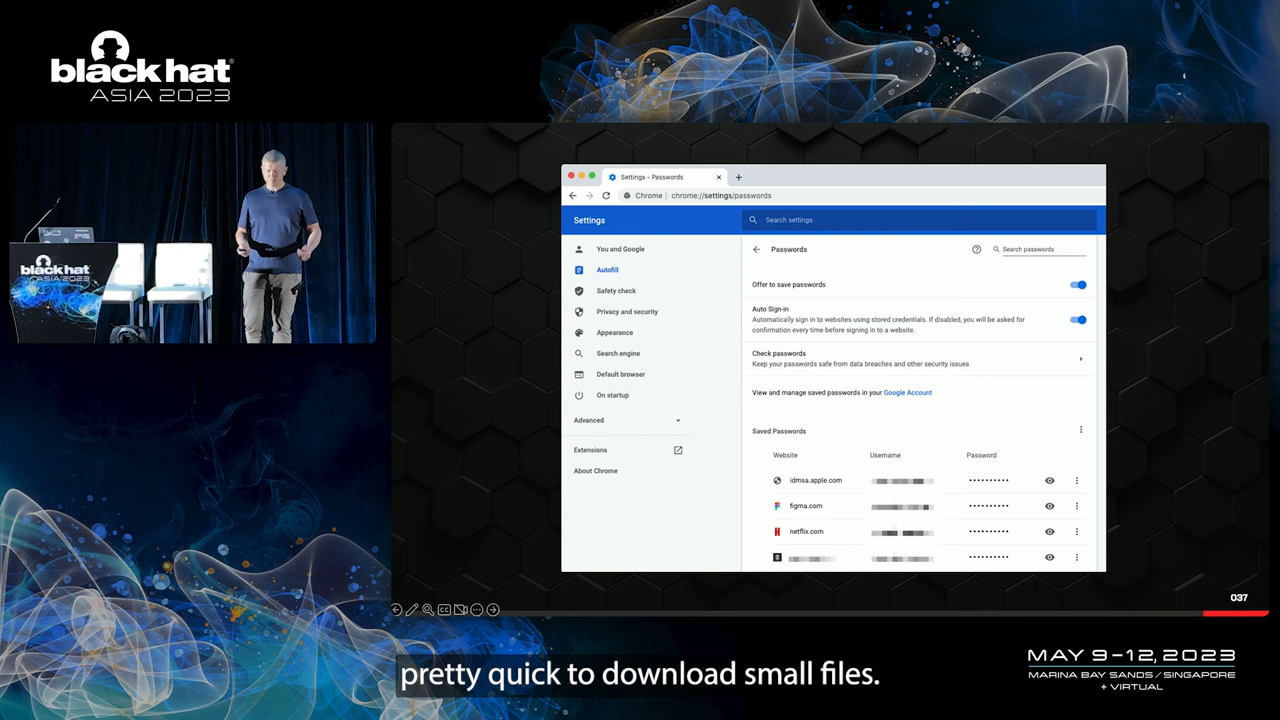 black hat®
ASIA 2023
black hat
ASIA 2023
Settings - Passwords
Chrome | chrome://settings/passwords
Settings
Search settings
You and Google
Autofill
Safety check
Privacy and security
Appearance
Search engine
Default browser
On startup
Advanced
Extensions
About Chrome
Passwords
Search passwords
Offer to save passwords
Auto Sign-in
Automatically sign in to websites using stored credentials. If disabled, you will be asked for
confirmation every time before signing in to a website.
Check passwords
Keep your passwords safe from data breaches and other security issues
View and manage saved passwords in your Google Account
Saved Passwords
Website Username Password
idmsa.apple.com ••••••••••
figma.com ••••••••••
netflix.com ••••••••••
••••••••••
037
CC
pretty quick to download small files.
MAY 9-12, 2023
MARINA BAY SANDS / SINGAPORE
+ VIRTUAL